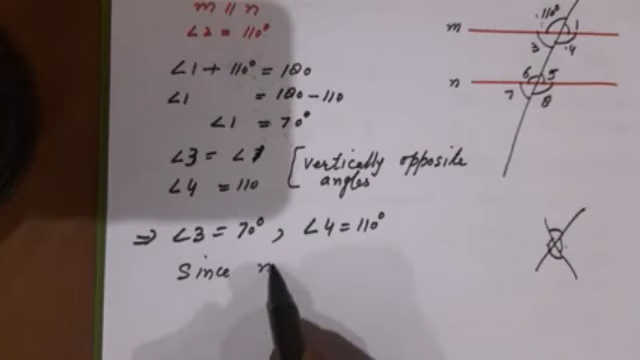 m || n
∠2 = 110°
∠1 + 110° = 180
∠1 = 180 - 110
∠1 = 70°
∠3 = ∠1 [vertically opposite
∠4 = 110 angles
⇒ ∠3 = 70°, ∠4 = 110°
Since
110° 1
m
3 4
n
6 5
7 8